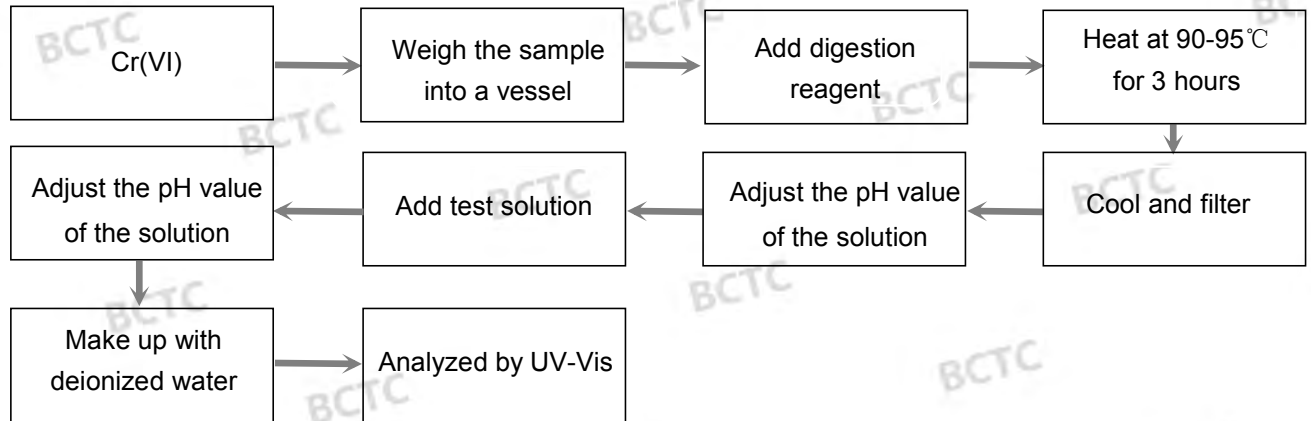 Cr(VI)
Weigh the sample
into a vessel
Add digestion
reagent
Heat at 90-95℃
for 3 hours
Cool and filter
Adjust the pH value
of the solution
Add test solution
Adjust the pH value
of the solution
Make up with
deionized water
Analyzed by UV-Vis
BCTC
BCTC
BCTC
BCTC
BCTC
BCTC
BCTC
BCTC
BCTC
BCTC